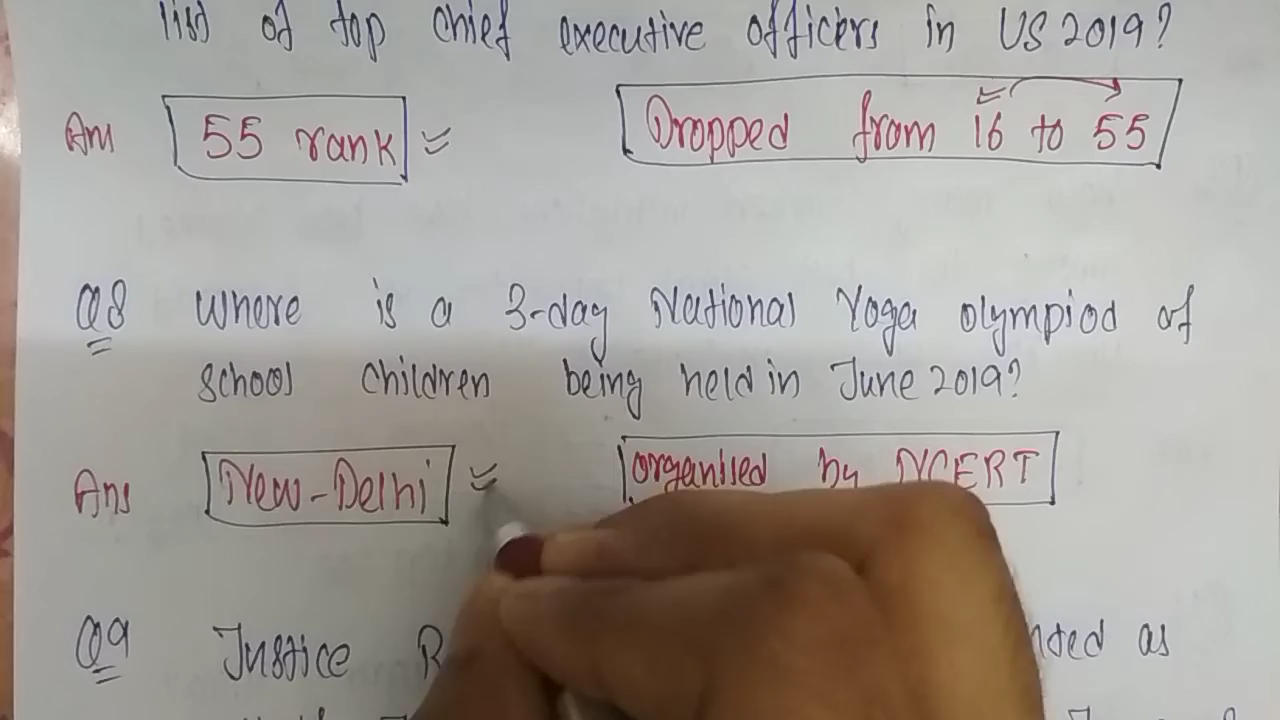 list of top chief executive officers in US 2019?
Ans 55 rank Dropped from 16 to 55
Q8 Where is a 3-day National Yoga olympiad of
school children being held in June 2019?
Ans New-Delhi organised by NCERT
Q9 Justice as